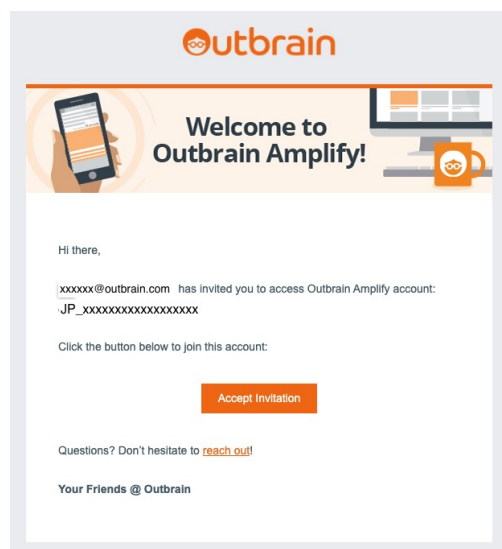 Outbrain
Welcome to
Outbrain Amplify!
Hi there,
xxxxxx@outbrain.com has invited you to access Outbrain Amplify account:
JP_xxxxxxxxxxxxxxxxxx
Click the button below to join this account:
Accept Invitation
Questions? Don't hesitate to reach out!
Your Friends @ Outbrain